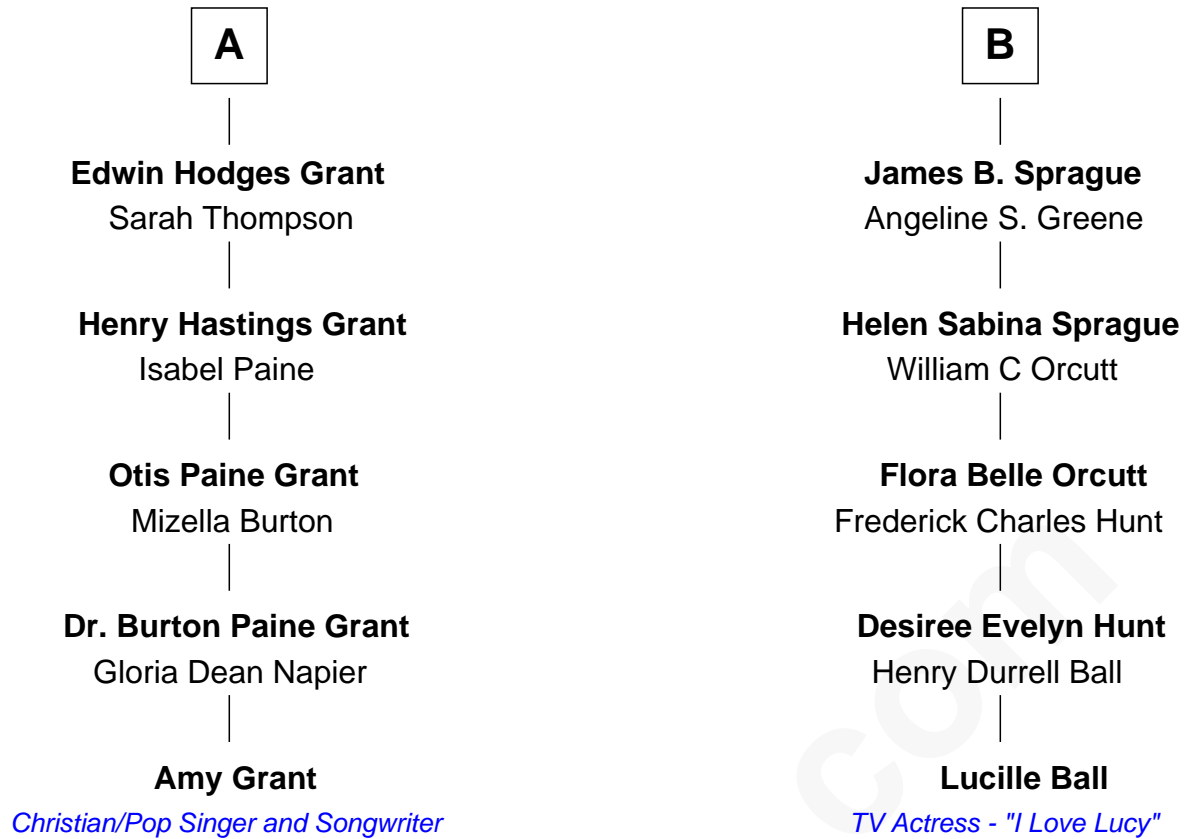 A
Edwin Hodges Grant
Sarah Thompson
Henry Hastings Grant
Isabel Paine
Otis Paine Grant
Mizella Burton
Dr. Burton Paine Grant
Gloria Dean Napier
Amy Grant
Christian/Pop Singer and Songwriter
B
James B. Sprague
Angeline S. Greene
Helen Sabina Sprague
William C Orcutt
Flora Belle Orcutt
Frederick Charles Hunt
Desiree Evelyn Hunt
Henry Durrell Ball
Lucille Ball
TV Actress - "I Love Lucy"
com